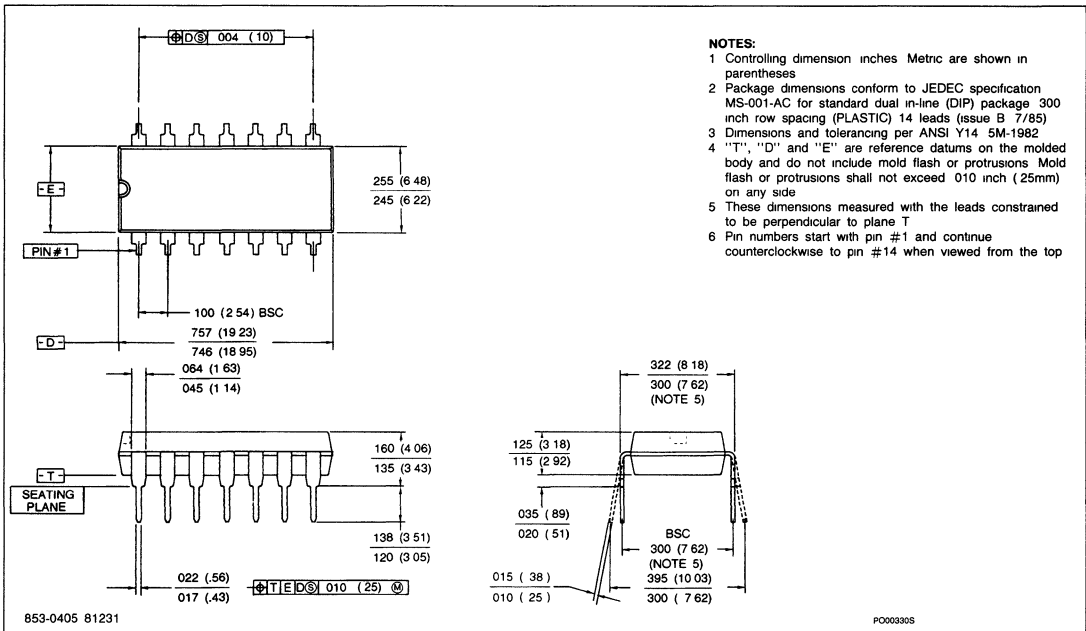 ⌖ D Ⓢ 004 (10)
- E -
255 (6 48)
245 (6 22)
PIN #1
100 (2 54) BSC
- D -
757 (19 23)
746 (18 95)
064 (1 63)
045 (1 14)
160 (4 06)
135 (3 43)
- T -
SEATING
PLANE
138 (3 51)
120 (3 05)
022 (.56)
017 (.43)
⌖ T E D Ⓢ 010 (25) Ⓜ
853-0405 81231
NOTES:
1 Controlling dimension inches Metric are shown in
parentheses
2 Package dimensions conform to JEDEC specification
MS-001-AC for standard dual in-line (DIP) package 300
inch row spacing (PLASTIC) 14 leads (issue B 7/85)
3 Dimensions and tolerancing per ANSI Y14 5M-1982
4 "T", "D" and "E" are reference datums on the molded
body and do not include mold flash or protrusions Mold
flash or protrusions shall not exceed 010 inch ( 25mm)
on any side
5 These dimensions measured with the leads constrained
to be perpendicular to plane T
6 Pin numbers start with pin #1 and continue
counterclockwise to pin #14 when viewed from the top
322 (8 18)
300 (7 62)
(NOTE 5)
125 (3 18)
115 (2 92)
035 ( 89)
020 ( 51)
BSC
300 (7 62)
(NOTE 5)
395 (10 03)
300 ( 7 62)
015 ( 38 )
010 ( 25 )
PO00330S